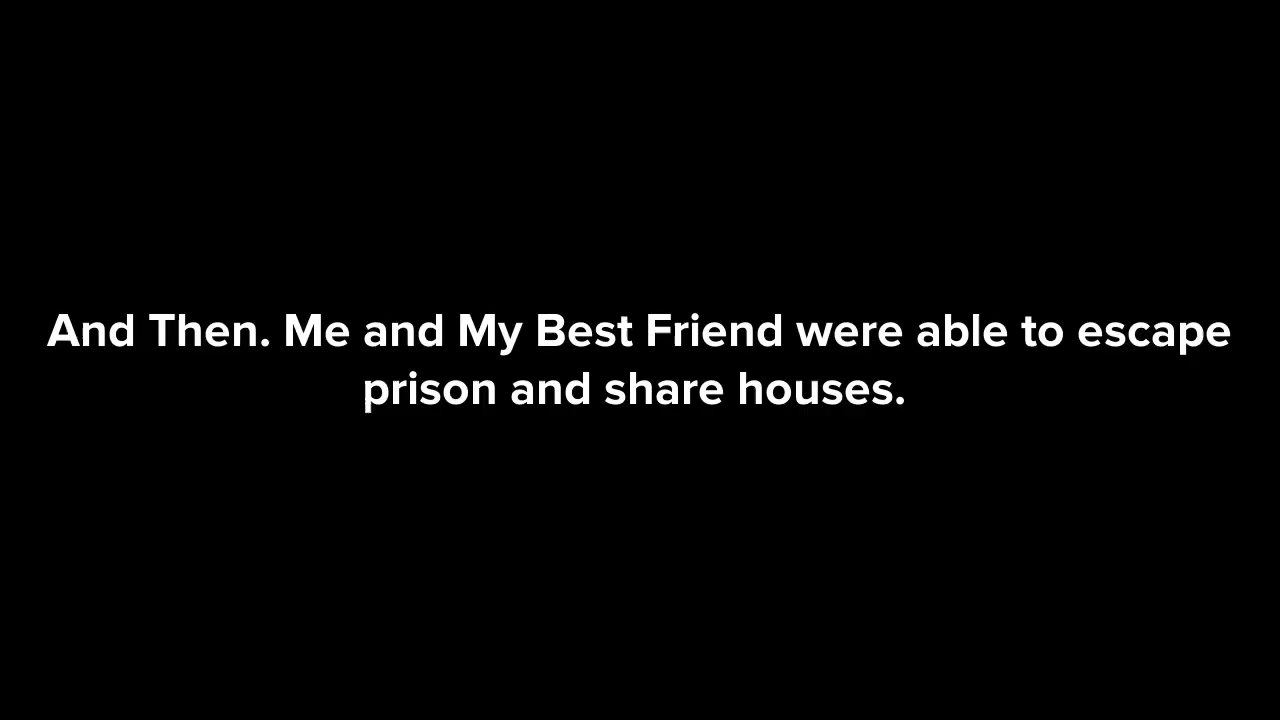 And Then. Me and My Best Friend were able to escape
prison and share houses.